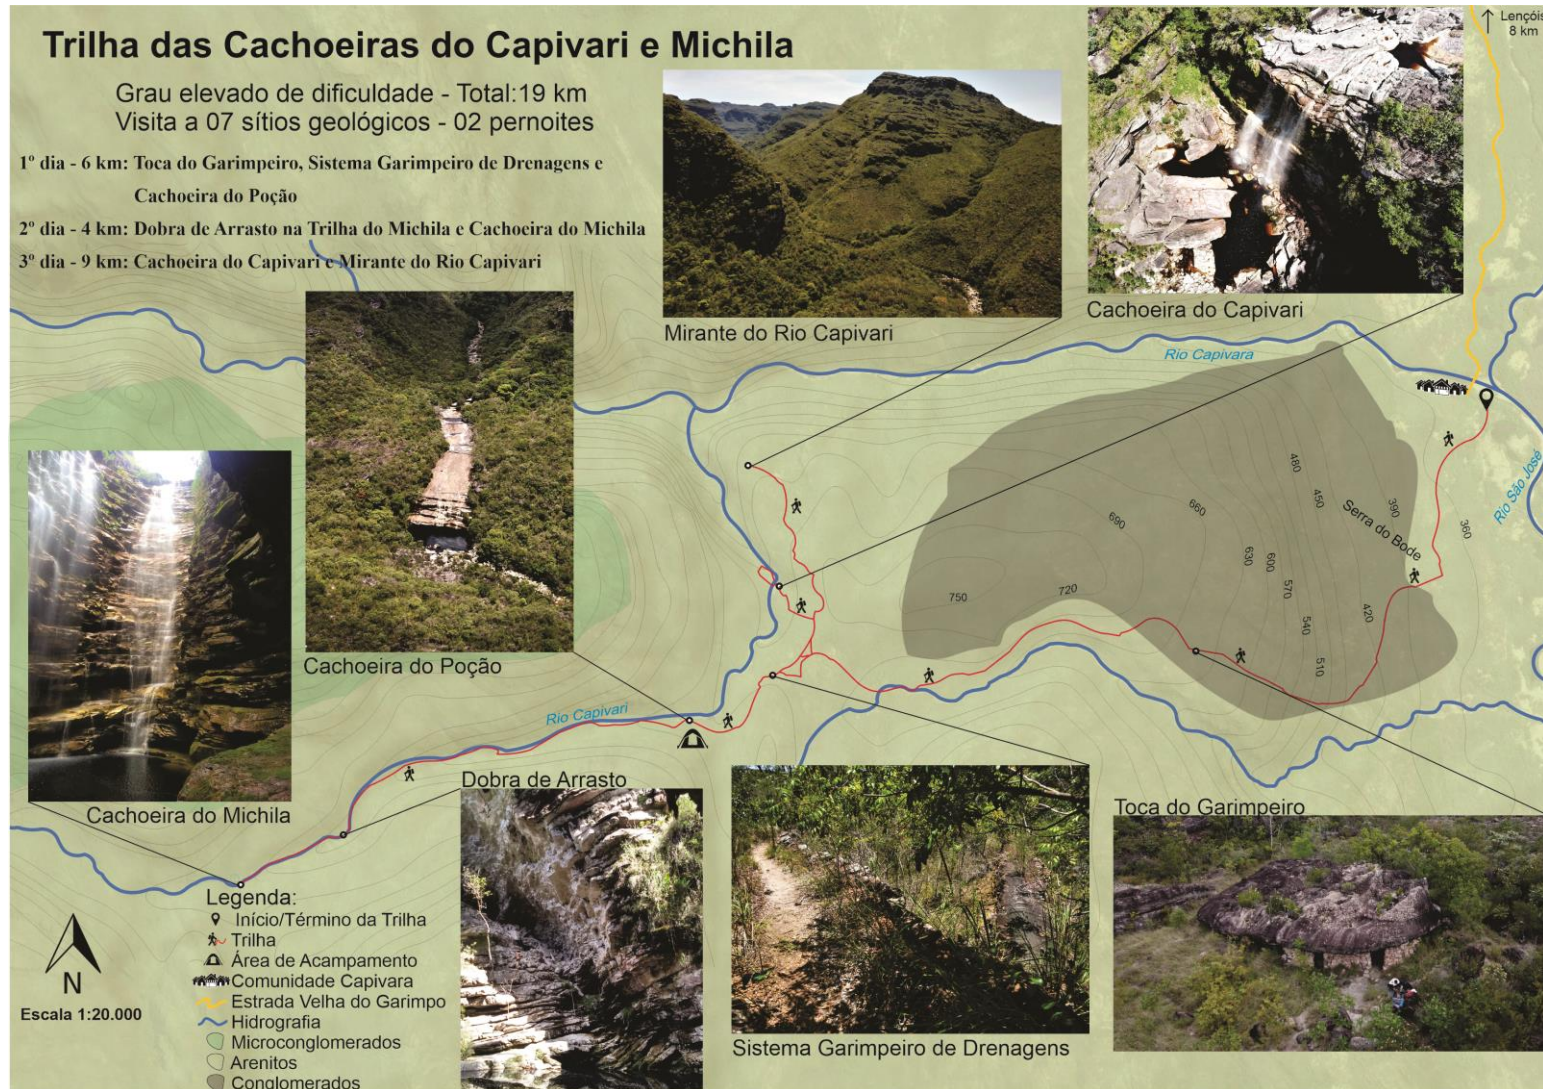 Trilha das Cachoeiras do Capivari e Michila
Grau elevado de dificuldade - Total:19 km
Visita a 07 sítios geológicos - 02 pernoites
1º dia - 6 km: Toca do Garimpeiro, Sistema Garimpeiro de Drenagens e
Cachoeira do Poção
2º dia - 4 km: Dobra de Arrasto na Trilha do Michila e Cachoeira do Michila
3º dia - 9 km: Cachoeira do Capivari e Mirante do Rio Capivari
Lençóis
8 km
Mirante do Rio Capivari
Cachoeira do Capivari
Rio Capivara
Rio São José
Serra do Bode
480
450
390
360
660
690
630
600
570
750
720
540
420
510
Cachoeira do Poção
Rio Capivari
Cachoeira do Michila
Dobra de Arrasto
Sistema Garimpeiro de Drenagens
Toca do Garimpeiro
N
Escala 1:20.000
Legenda:
Início/Término da Trilha
Trilha
Área de Acampamento
Comunidade Capivara
Estrada Velha do Garimpo
Hidrografia
Microconglomerados
Arenitos
Conglomerados